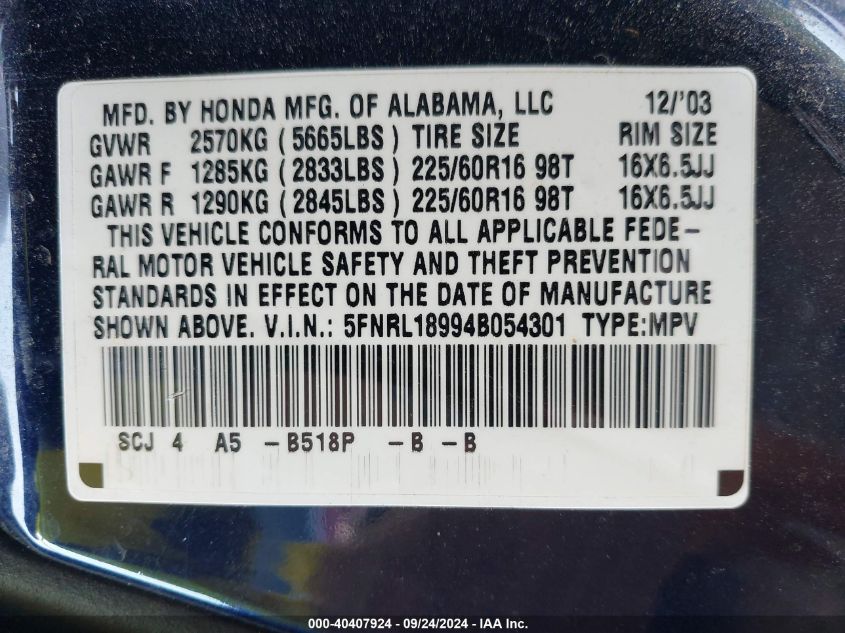 MFD. BY HONDA MFG. OF ALABAMA, LLC 12/'03
GVWR 2570KG (5665LBS) TIRE SIZE RIM SIZE
GAWR F 1285KG (2833LBS) 225/60R16 98T 16X6.5JJ
GAWR R 1290KG (2845LBS) 225/60R16 98T 16X6.5JJ
THIS VEHICLE CONFORMS TO ALL APPLICABLE FEDE-
RAL MOTOR VEHICLE SAFETY AND THEFT PREVENTION
STANDARDS IN EFFECT ON THE DATE OF MANUFACTURE
SHOWN ABOVE. V.I.N.: 5FNRL18994B054301 TYPE:MPV
SCJ 4 A5 -B518P -B -B
000-40407924 - 09/24/2024 - IAA Inc.